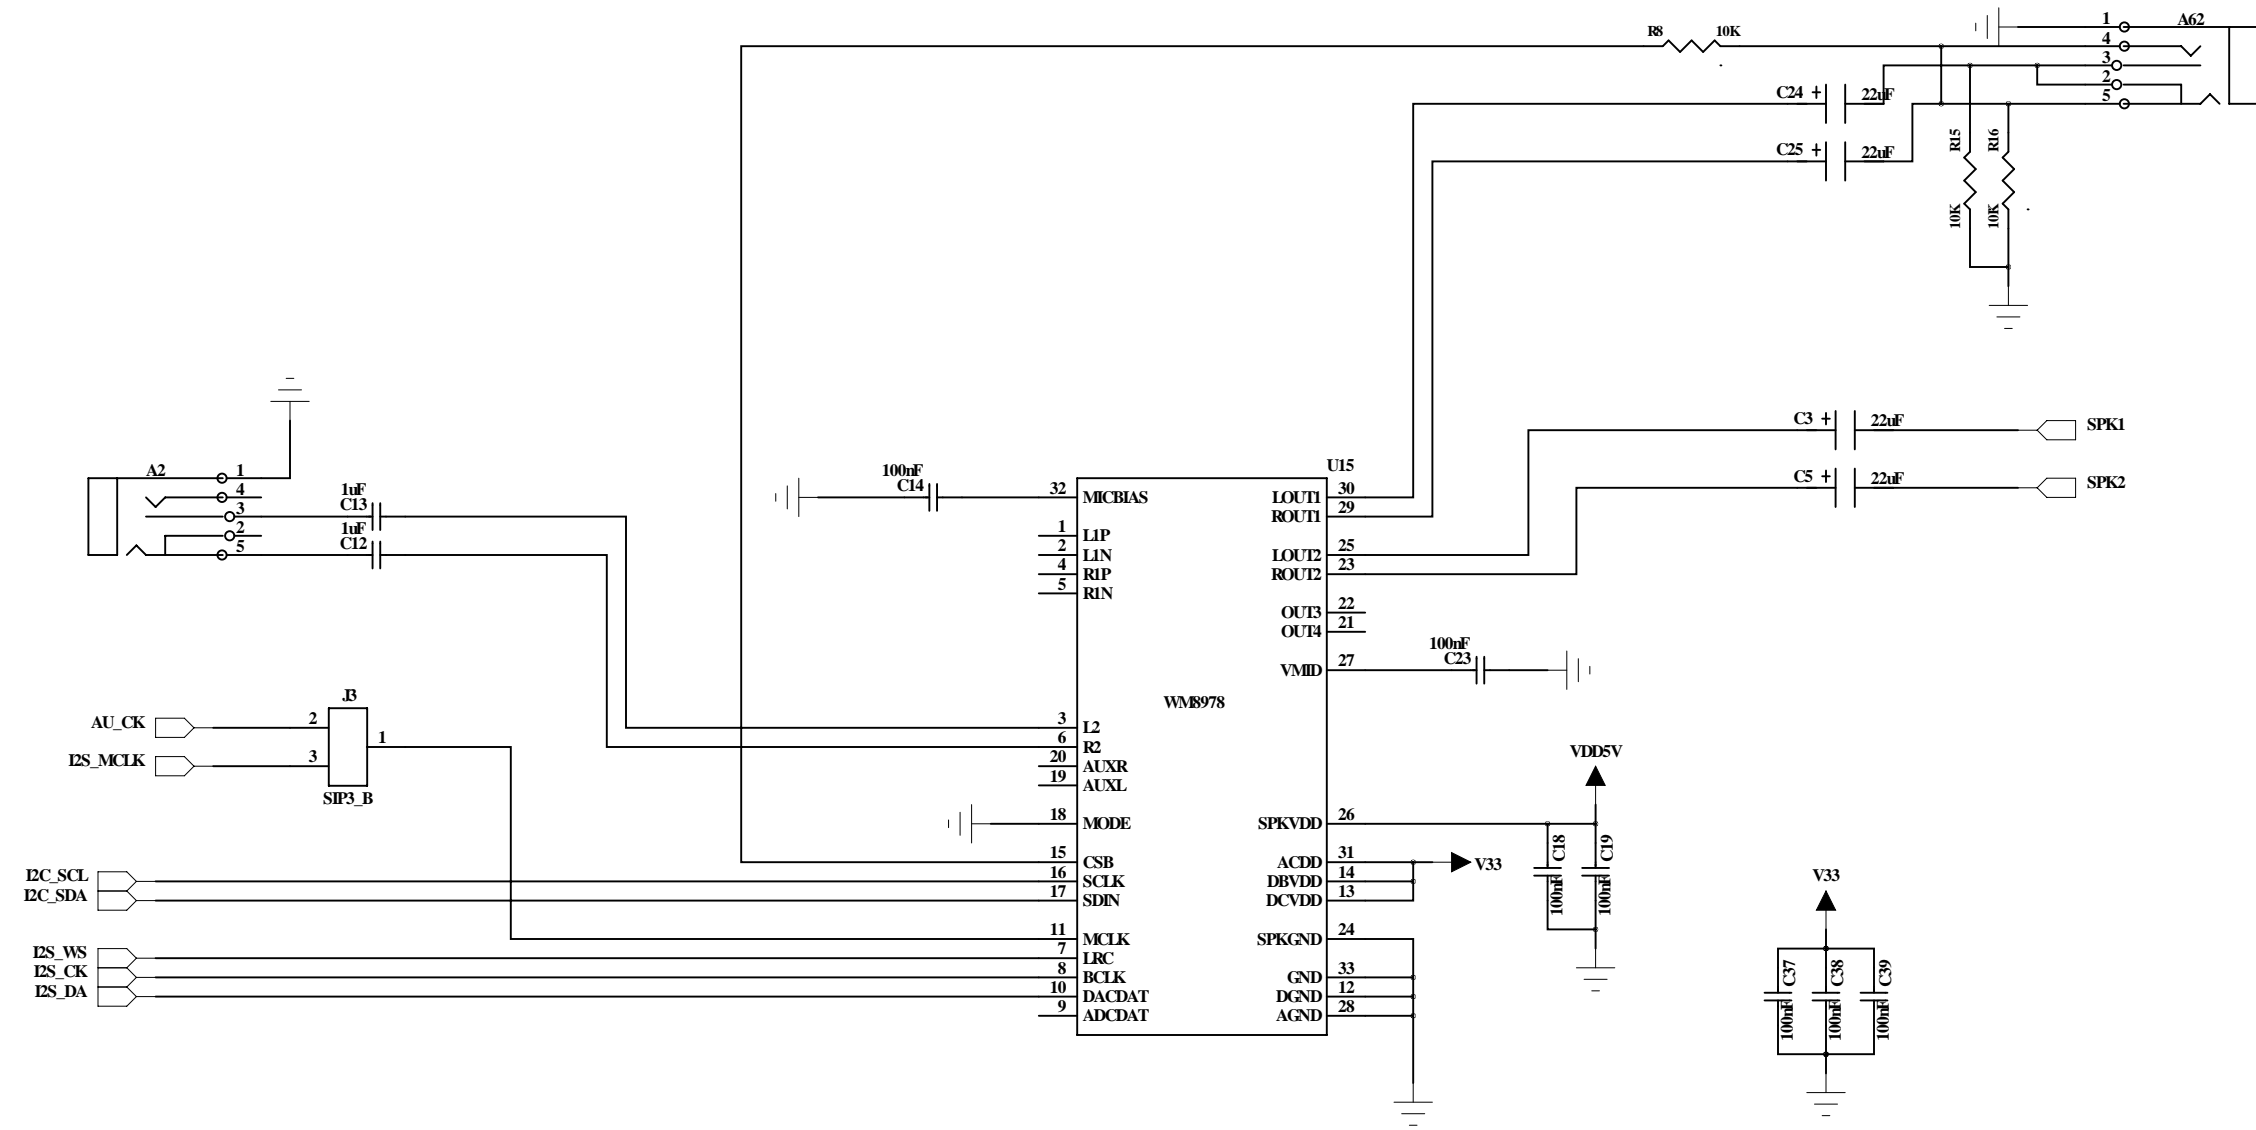 R8 10K
1 A62
4
3
2
5
C24 + 22uF
C25 + 22uF
R15 10K
R16 10K
C3 + 22uF SPK1
C5 + 22uF SPK2
A2 1
4
3
2
5
1uF
C13
1uF
C12
100nF
C14
U15
WM8978
32 MICBIAS
1 L1P
2 L1N
4 R1P
5 R1N
3 L2
6 R2
20 AUXR
19 AUXL
18 MODE
15 CSB
16 SCLK
17 SDIN
11 MCLK
7 LRC
8 BCLK
10 DACDAT
9 ADCDAT
LOUT1 30
ROUT1 29
LOUT2 25
ROUT2 23
OUT3 22
OUT4 21
VMID 27
SPKVDD 26
ACDD 31
DBVDD 14
DCVDD 13
SPKGND 24
GND 33
DGND 12
AGND 28
100nF
C23
J3
AU_CK 2
1
I2S_MCLK 3
SIP3_B
I2C_SCL
I2C_SDA
I2S_WS
I2S_CK
I2S_DA
VDD5V
C18 100nF
C19 100nF
V33
V33
C37 100nF
C38 100nF
C39 100nF